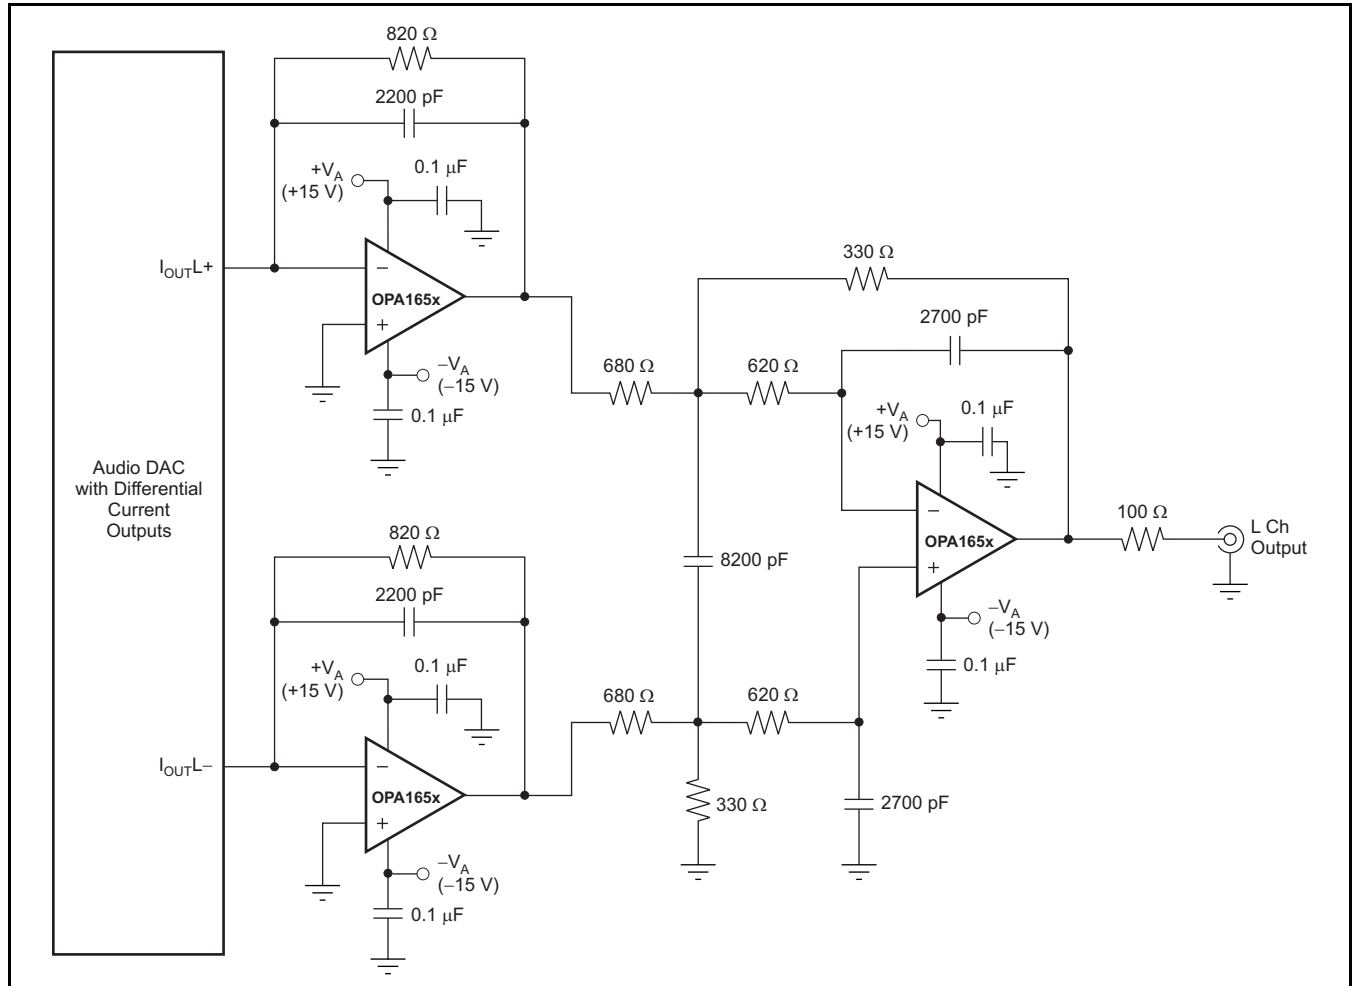 820 Ω
2200 pF
+VA
(+15 V)
0.1 μF
IOUTL+
−
OPA165x
+
−VA
(−15 V)
0.1 μF
330 Ω
2700 pF
680 Ω
620 Ω
+VA
(+15 V)
0.1 μF
Audio DAC
with Differential
Current
Outputs
−
OPA165x
+
100 Ω
L Ch
Output
8200 pF
−VA
(−15 V)
0.1 μF
820 Ω
2200 pF
+VA
(+15 V)
0.1 μF
680 Ω
620 Ω
IOUTL−
−
OPA165x
+
330 Ω
2700 pF
−VA
(−15 V)
0.1 μF